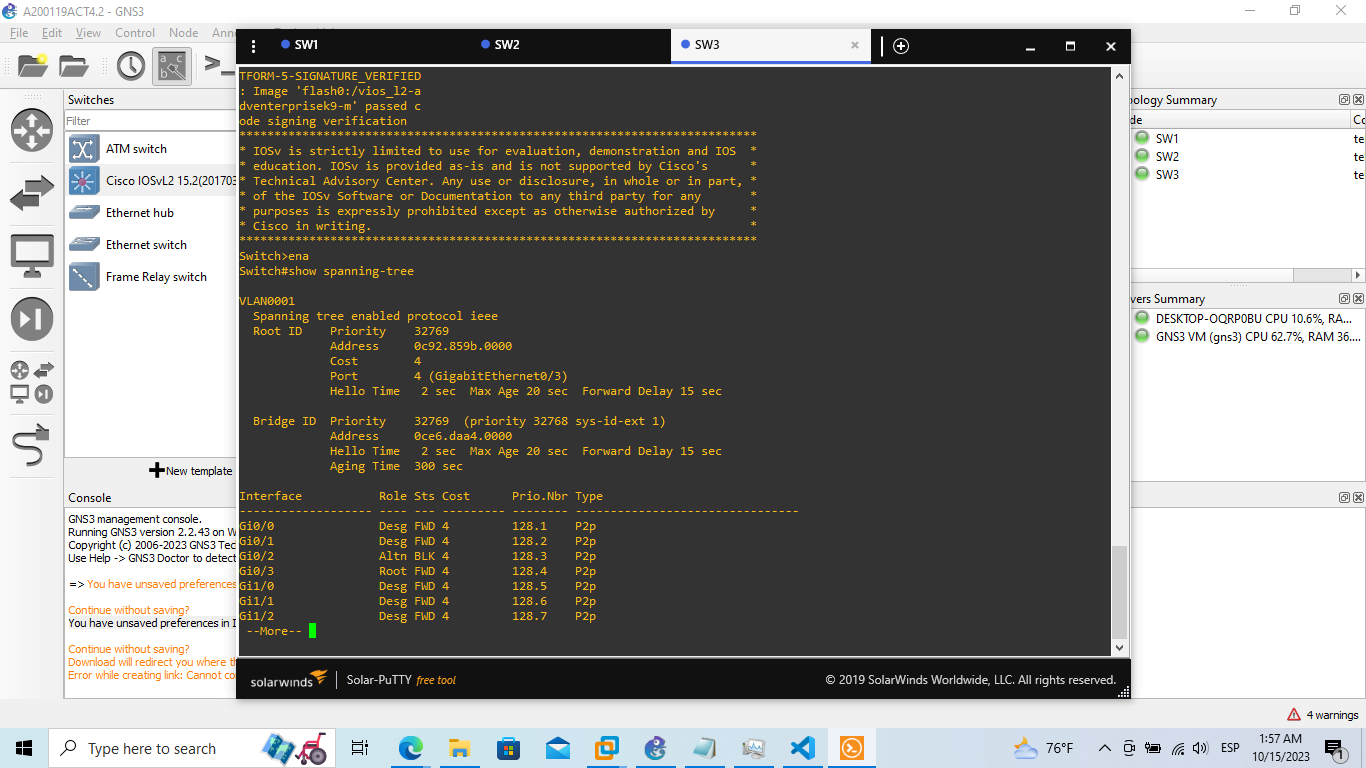 A200119ACT4.2 - GNS3
File Edit View Control Node Anno
SW1
SW2
SW3
Switches
Filter
ATM switch
Cisco IOSvL2 15.2(201703
Ethernet hub
Ethernet switch
Frame Relay switch
New template
Console
GNS3 management console.
Running GNS3 version 2.2.43 on W
Copyright (c) 2006-2023 GNS3 Tec
Use Help -> GNS3 Doctor to detect
=> You have unsaved preferences
Continue without saving?
You have unsaved preferences in I
Continue without saving?
Download will redirect you where th
Error while creating link: Cannot co
TFORM-5-SIGNATURE_VERIFIED
: Image 'flash0:/vios_l2-a
dventerprisek9-m' passed c
ode signing verification
**************************************************************************
* IOSv is strictly limited to use for evaluation, demonstration and IOS  *
* education. IOSv is provided as-is and is not supported by Cisco's      *
* Technical Advisory Center. Any use or disclosure, in whole or in part, *
* of the IOSv Software or Documentation to any third party for any       *
* purposes is expressly prohibited except as otherwise authorized by     *
* Cisco in writing.                                                      *
**************************************************************************
Switch>ena
Switch#show spanning-tree
VLAN0001
Spanning tree enabled protocol ieee
Root ID    Priority    32769
Address     0c92.859b.0000
Cost        4
Port        4 (GigabitEthernet0/3)
Hello Time   2 sec  Max Age 20 sec  Forward Delay 15 sec
Bridge ID  Priority    32769  (priority 32768 sys-id-ext 1)
Address     0ce6.daa4.0000
Hello Time   2 sec  Max Age 20 sec  Forward Delay 15 sec
Aging Time  300 sec
Interface           Role Sts Cost      Prio.Nbr Type
------------------- ---- --- --------- -------- --------------------------------
Gi0/0               Desg FWD 4         128.1    P2p
Gi0/1               Desg FWD 4         128.2    P2p
Gi0/2               Altn BLK 4         128.3    P2p
Gi0/3               Root FWD 4         128.4    P2p
Gi1/0               Desg FWD 4         128.5    P2p
Gi1/1               Desg FWD 4         128.6    P2p
Gi1/2               Desg FWD 4         128.7    P2p
--More--
solarwinds Solar-PuTTY free tool
© 2019 SolarWinds Worldwide, LLC. All rights reserved.
pology Summary
de Co
SW1 te
SW2 te
SW3 te
vers Summary
DESKTOP-OQRP0BU CPU 10.6%, RA...
GNS3 VM (gns3) CPU 62.7%, RAM 36....
4 warnings
Type here to search
76°F
ESP
1:57 AM
10/15/2023
1